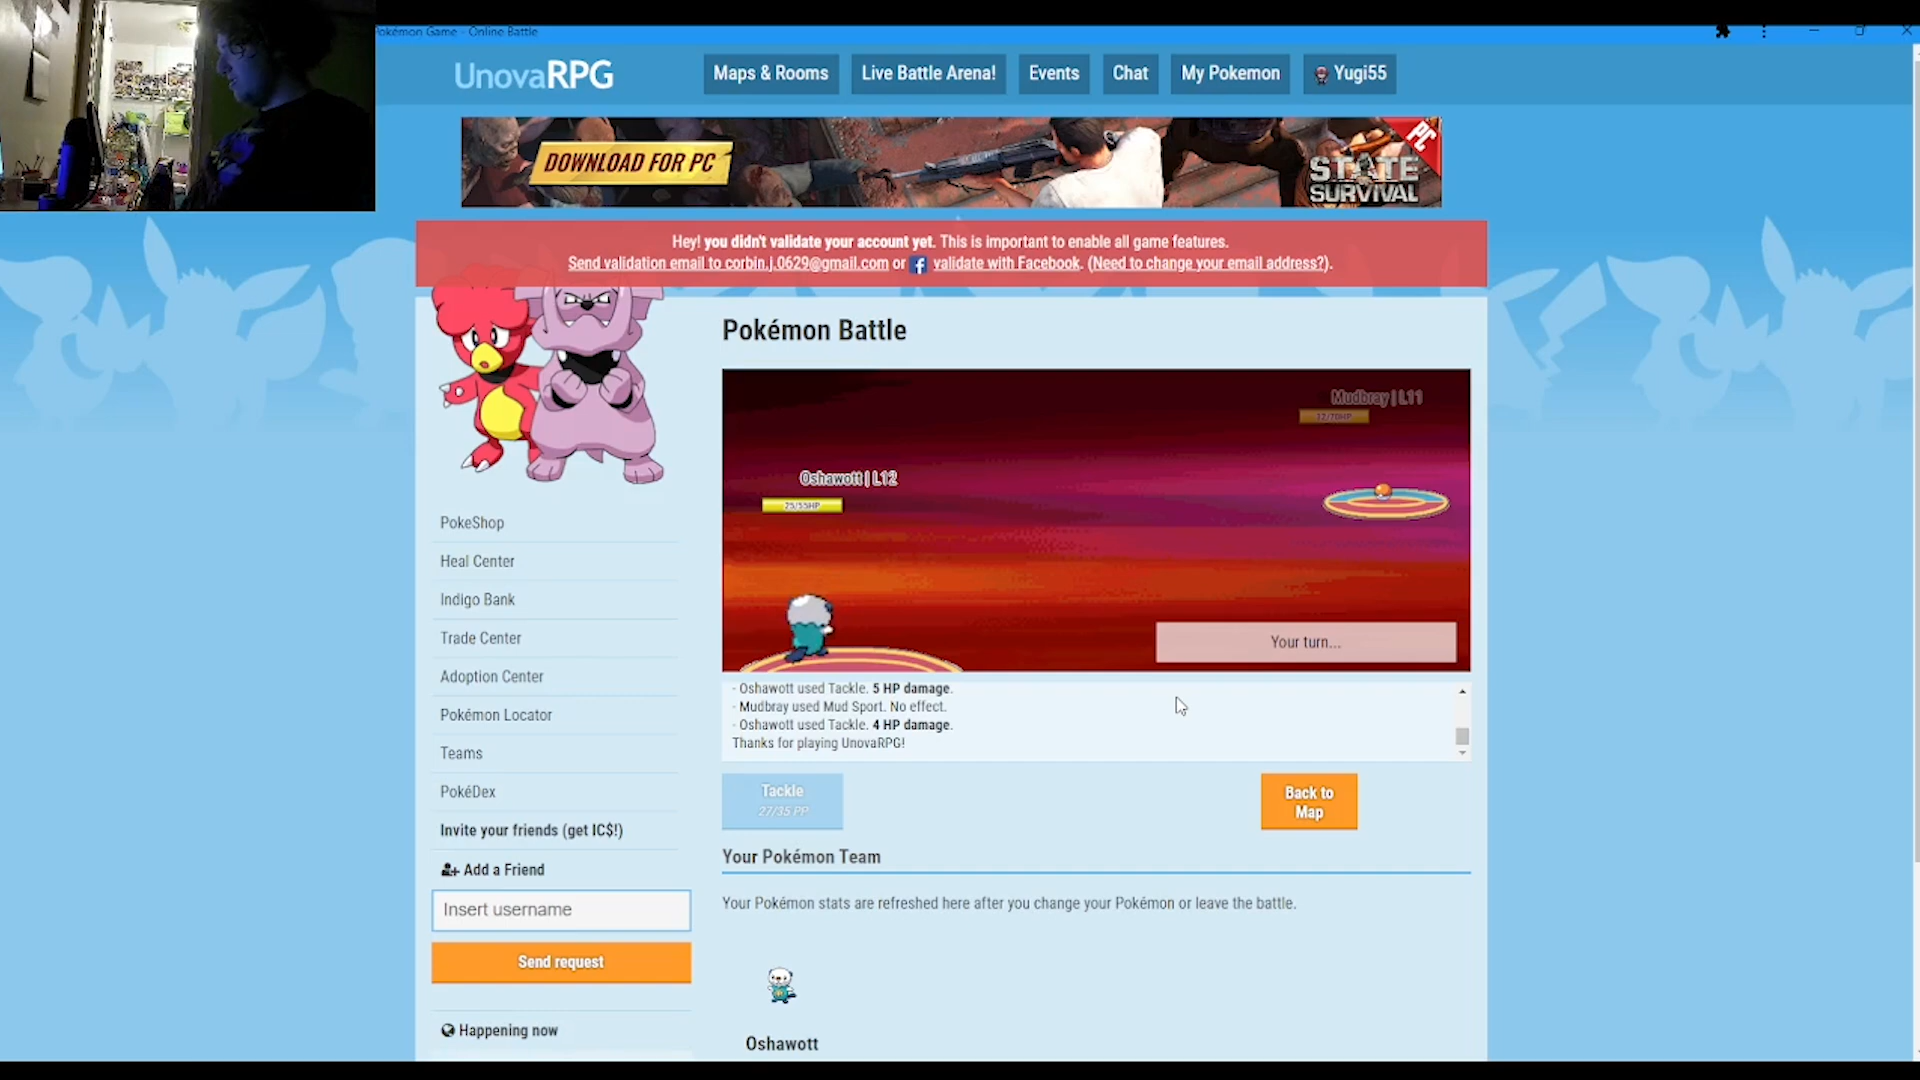 Pokémon Game - Online Battle
UnovaRPG
Maps & Rooms
Live Battle Arena!
Events
Chat
My Pokemon
Yugi55
DOWNLOAD FOR PC
STATE
SURVIVAL
PC
Hey! you didn't validate your account yet. This is important to enable all game features.
Send validation email to corbin.j.0629@gmail.com or validate with Facebook. (Need to change your email address?).
Pokémon Battle
Mudbray | L11
12/70HP
Oshawott | L12
25/55HP
Your turn...
- Oshawott used Tackle. 5 HP damage.
- Mudbray used Mud Sport. No effect.
- Oshawott used Tackle. 4 HP damage.
Thanks for playing UnovaRPG!
Tackle
27/35 PP
Back to
Map
Your Pokémon Team
Your Pokémon stats are refreshed here after you change your Pokémon or leave the battle.
Oshawott
PokeShop
Heal Center
Indigo Bank
Trade Center
Adoption Center
Pokémon Locator
Teams
PokéDex
Invite your friends (get IC$!)
Add a Friend
Insert username
Send request
Happening now